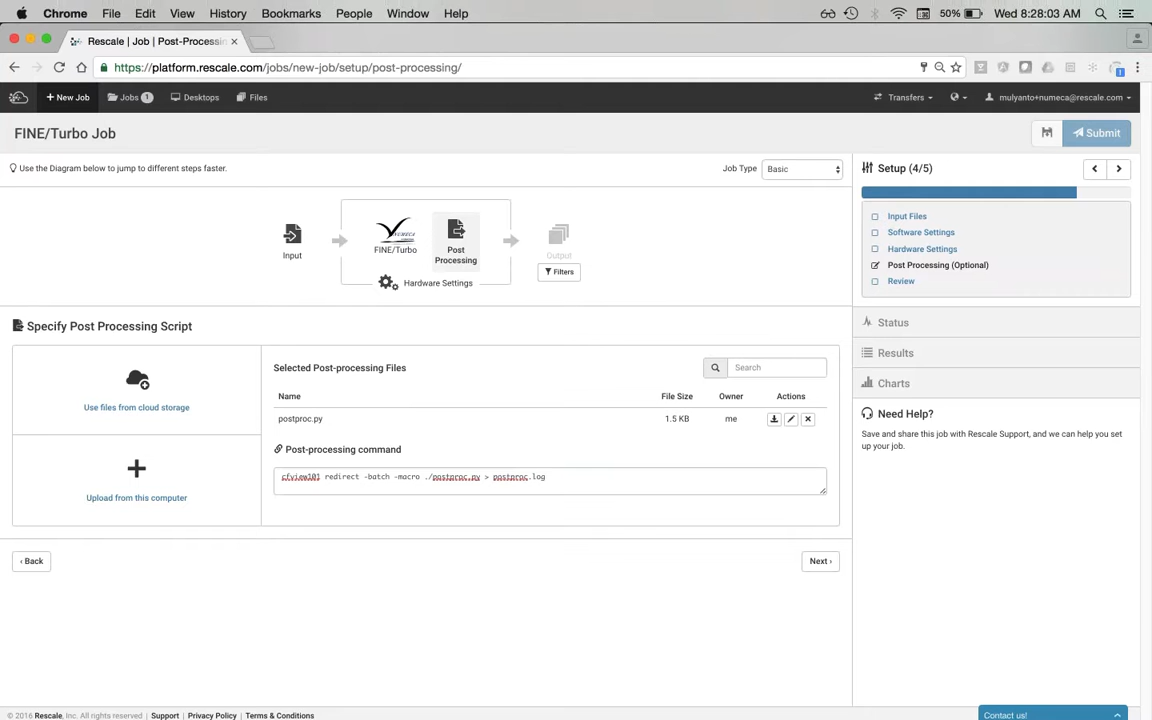 Chrome File Edit View History Bookmarks People Window Help 50% Wed 8:28:03 AM
Rescale | Job | Post-Processin
https://platform.rescale.com/jobs/new-job/setup/post-processing/
+ New Job Jobs 1 Desktops Files Transfers mulyanto+numeca@rescale.com
FINE/Turbo Job Submit
Use the Diagram below to jump to different steps faster. Job Type Basic Setup (4/5)
Input FINE/Turbo Post Processing Output
Filters
Hardware Settings
Input Files
Software Settings
Hardware Settings
Post Processing (Optional)
Review
Status
Results
Charts
Need Help?
Save and share this job with Rescale Support, and we can help you set
up your job.
Specify Post Processing Script
Use files from cloud storage
Upload from this computer
Selected Post-processing Files Search
Name File Size Owner Actions
postproc.py 1.5 KB me
Post-processing command
cfview101 redirect -batch -macro ./postproc.py > postproc.log
‹ Back Next ›
© 2016 Rescale, Inc. All rights reserved | Support | Privacy Policy | Terms & Conditions Contact us!